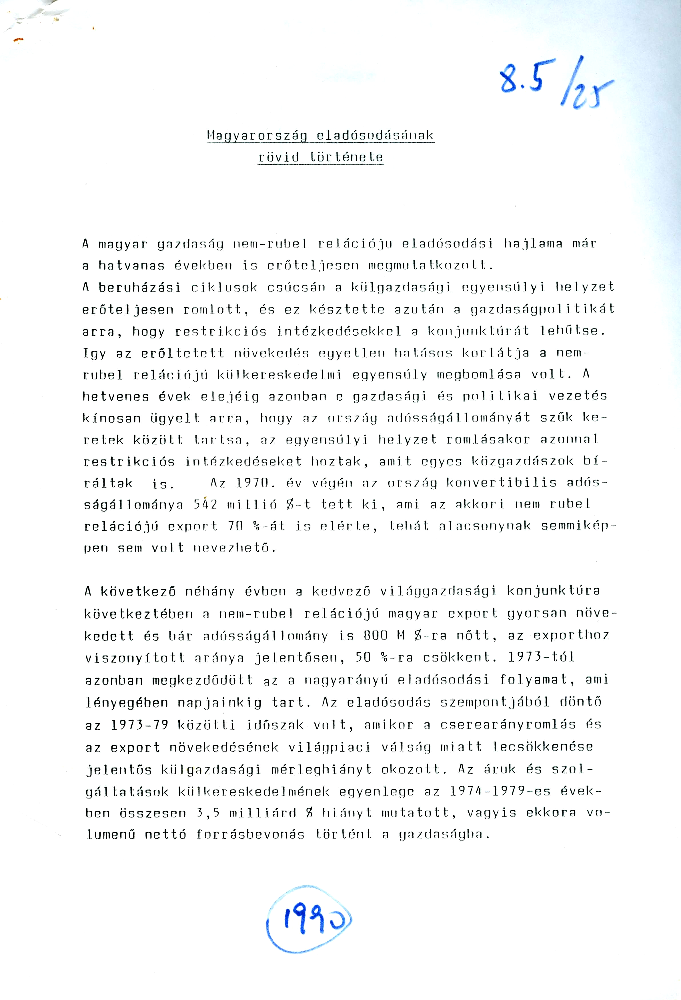 8.5/25
Magyarország eladósodásának
rövid története
A magyar gazdaság nem-rubel relációju eladósodási hajlama már
a hatvanas években is erőteljesen megmutatkozott.
A beruházási ciklusok csúcsán a külgazdasági egyensúlyi helyzet
erőteljesen romlott, és ez késztette azután a gazdaságpolitikát
arra, hogy restrikciós intézkedésekkel a konjunktúrát lehűtse.
Igy az erőltetett növekedés egyetlen hatásos korlátja a nem-
rubel relációjú külkereskedelmi egyensúly megbomlása volt. A
hetvenes évek elejéig azonban e gazdasági és politikai vezetés
kínosan ügyelt arra, hogy az ország adósságállományát szűk ke-
retek között tartsa, az egyensúlyi helyzet romlásakor azonnal
restrikciós intézkedéseket hoztak, amit egyes közgazdászok bí-
ráltak is. Az 1970. év végén az ország konvertibilis adós-
ságállománya 542 millió $-t tett ki, ami az akkori nem rubel
relációjú export 70 %-át is elérte, tehát alacsonynak semmikép-
pen sem volt nevezhető.
A következő néhány évben a kedvező világgazdasági konjunktúra
következtében a nem-rubel relációjú magyar export gyorsan növe-
kedett és bár adósságállomány is 800 M $-ra nőtt, az exporthoz
viszonyított aránya jelentősen, 50 %-ra csökkent. 1973-tól
azonban megkezdődött az a nagyarányú eladósodási folyamat, ami
lényegében napjainkig tart. Az eladósodás szempontjából döntő
az 1973-79 közötti időszak volt, amikor a cserearányromlás és
az export növekedésének világpiaci válság miatt lecsökkenése
jelentős külgazdasági mérleghiányt okozott. Az áruk és szol-
gáltatások külkereskedelmének egyenlege az 1974-1979-es évek-
ben összesen 3,5 milliárd $ hiányt mutatott, vagyis ekkora vo-
lumenű nettó forrásbevonás történt a gazdaságba.
1990